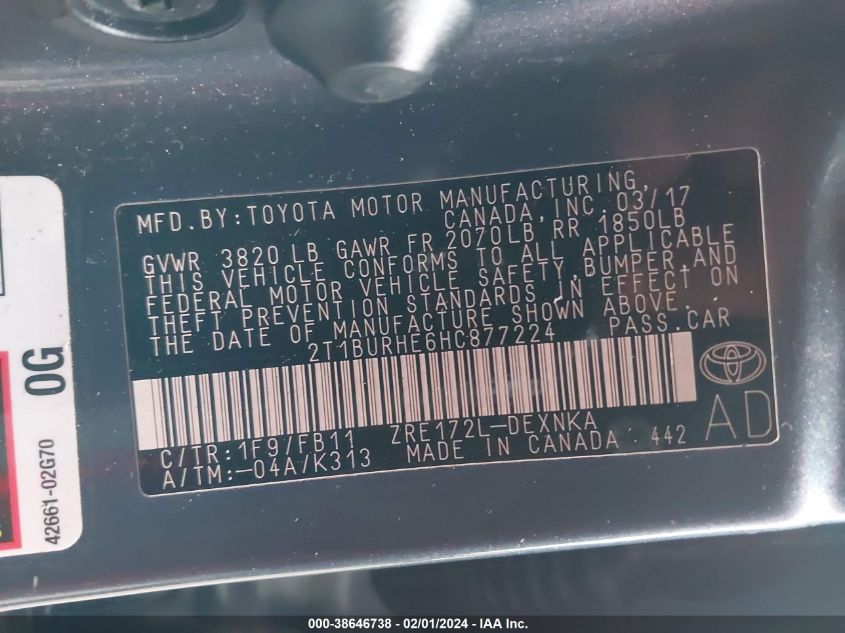 MFD. BY: TOYOTA MOTOR MANUFACTURING,
CANADA, INC. 03/17
GVWR 3820 LB GAWR FR 2070LB, RR 1850LB
THIS VEHICLE CONFORMS TO ALL APPLICABLE
FEDERAL MOTOR VEHICLE SAFETY, BUMPER AND
THEFT PREVENTION STANDARDS IN EFFECT ON
THE DATE OF MANUFACTURE SHOWN ABOVE.
2T1BURHE6HC877224 PASS.CAR
C/TR: 1F9/FB11 ZRE172L-DEXNKA
A/TM:-04A/K313 MADE IN CANADA 442
AD
0G
42661-02G70
000-38646738 - 02/01/2024 - IAA Inc.